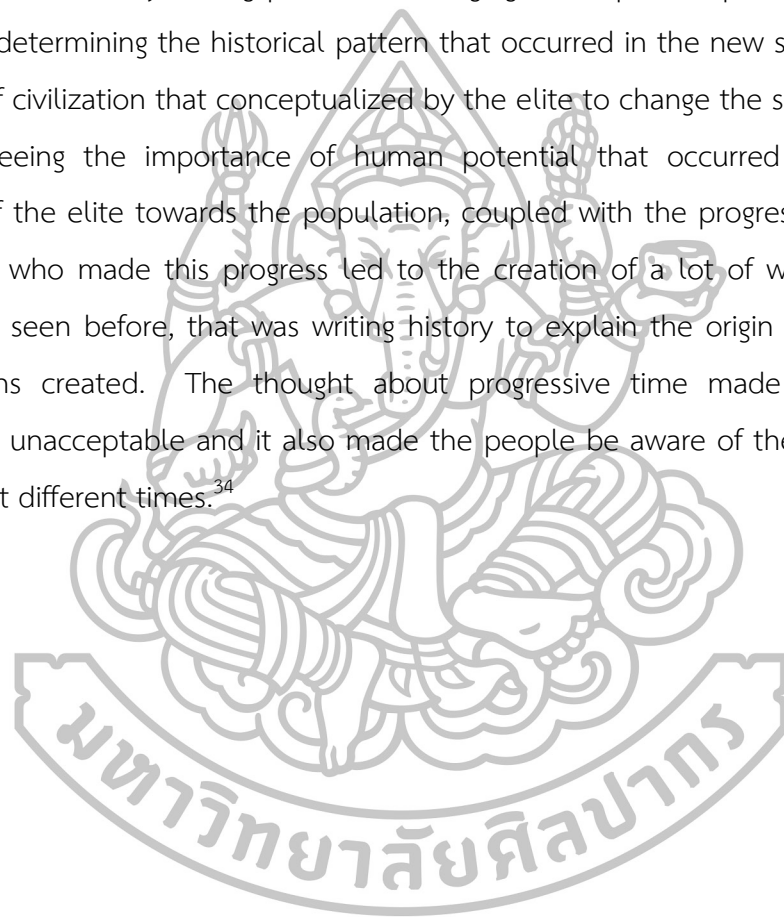 determining the historical pattern that occurred in the new s
f civilization that conceptualized by the elite to change the s
eeing the importance of human potential that occurred
f the elite towards the population, coupled with the progres
who made this progress led to the creation of a lot of w
seen before, that was writing history to explain the origin
ns created. The thought about progressive time made
unacceptable and it also made the people be aware of the
t different times.34
มหาวิทยาลัยศิลปากร